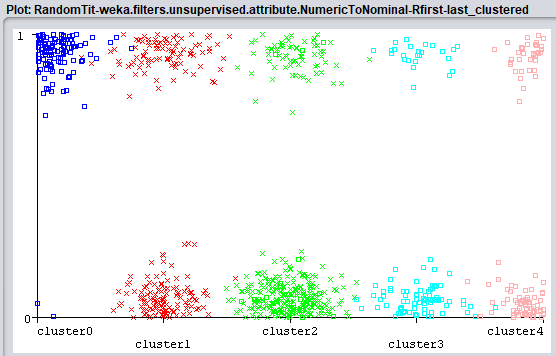 Plot: RandomTit-weka.filters.unsupervised.attribute.NumericToNominal-Rfirst-last_clustered
1
0
cluster0
cluster1
cluster2
cluster3
cluster4